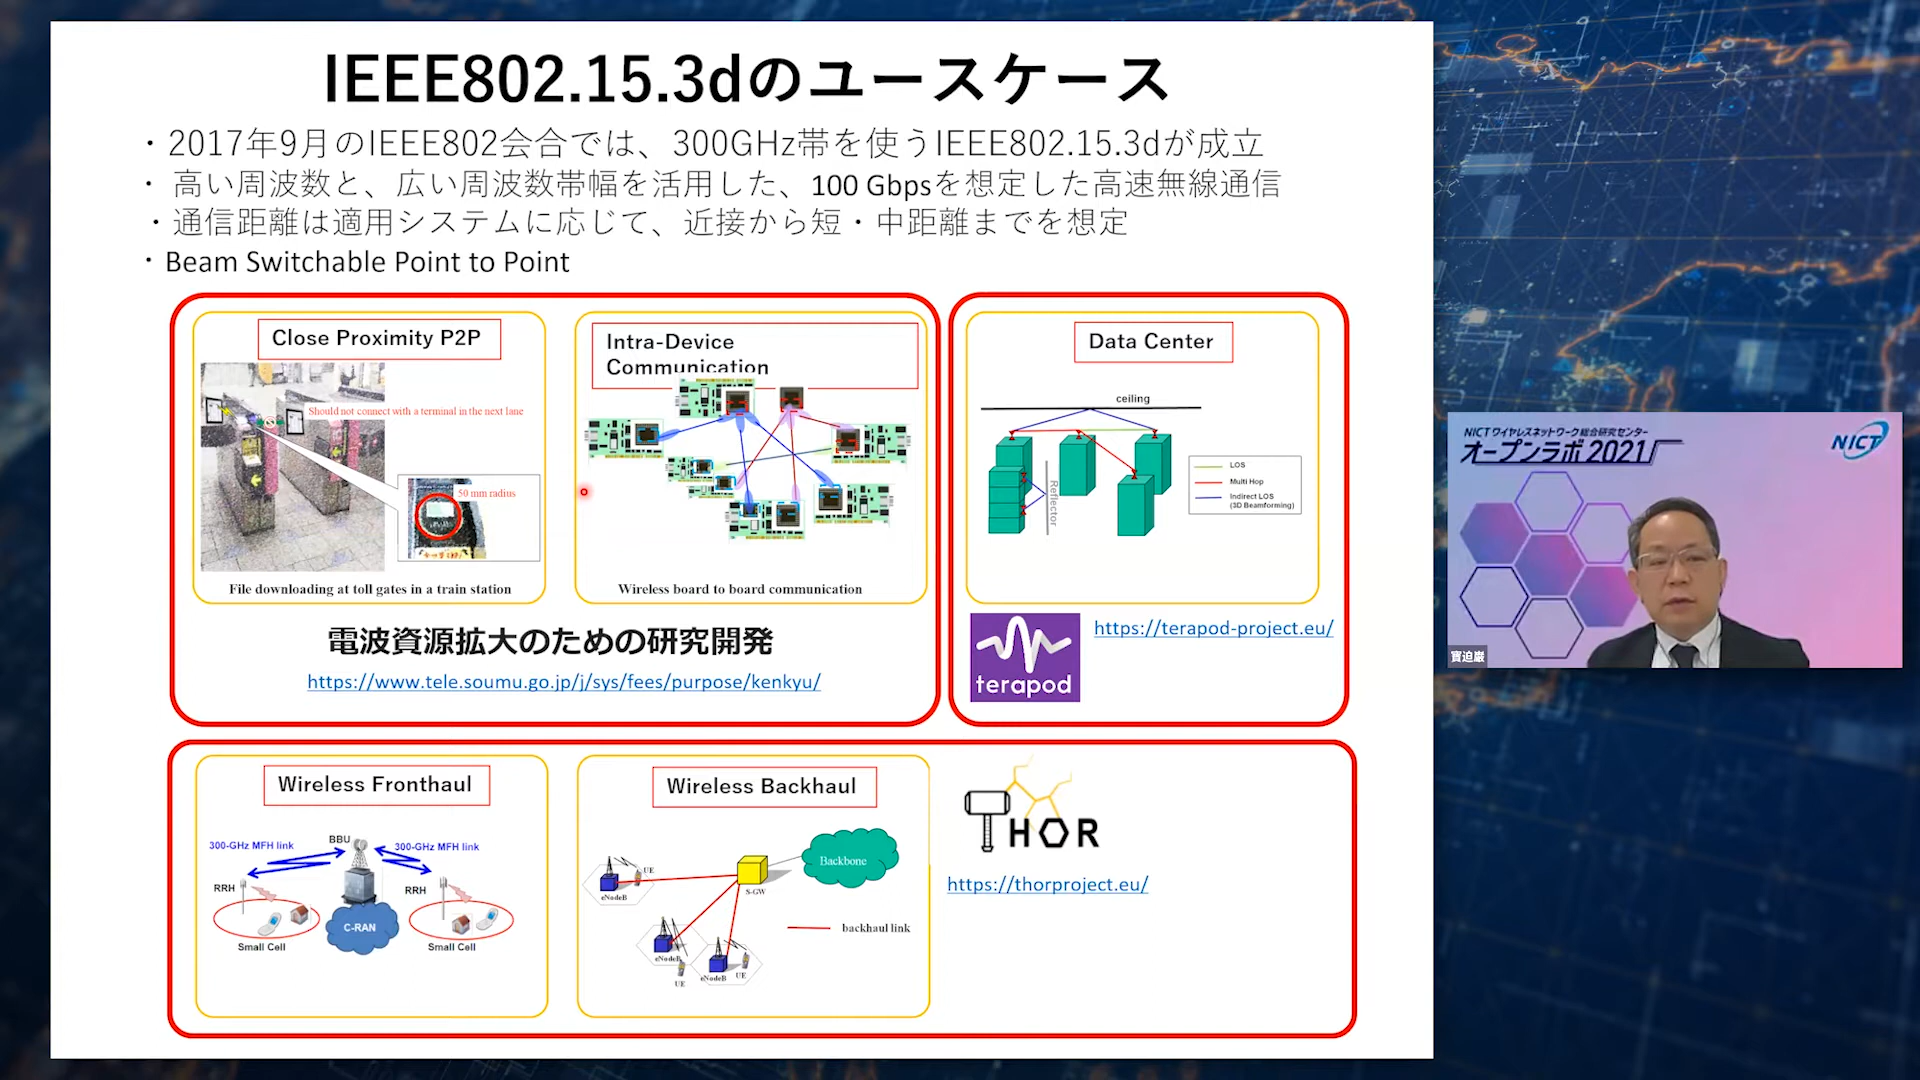 IEEE802.15.3dのユースケース
・2017年9月のIEEE802会合では、300GHz帯を使うIEEE802.15.3dが成立
・高い周波数と、広い周波数帯幅を活用した、100 Gbpsを想定した高速無線通信
・通信距離は適用システムに応じて、近接から短・中距離までを想定
・Beam Switchable Point to Point
Close Proximity P2P
Should not connect with a terminal in the next lane
50 mm radius
File downloading at toll gates in a train station
Intra-Device
Communication
Wireless board to board communication
電波資源拡大のための研究開発
https://www.tele.soumu.go.jp/j/sys/fees/purpose/kenkyu/
Data Center
ceiling
Reflector
LOS
Multi Hop
Indirect LOS
(3D Beamforming)
terapod
https://terapod-project.eu/
NICT ワイヤレスネットワーク総合研究センター
オープンラボ 2021
NICT
寳迫巌
Wireless Fronthaul
300-GHz MFH link
BBU
300-GHz MFH link
RRH
RRH
C-RAN
Small Cell
Small Cell
Wireless Backhaul
UE
eNodeB
S-GW
Backbone
backhaul link
eNodeB
UE
eNodeB
UE
THOR
https://thorproject.eu/